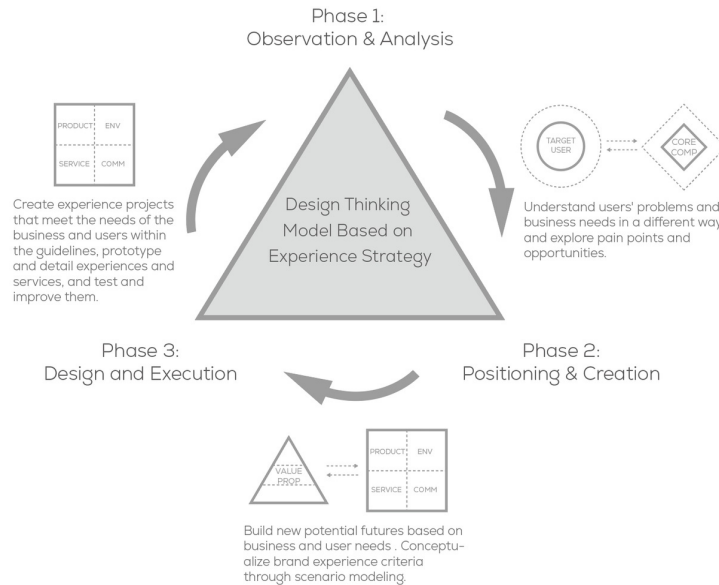 Phase 1:
Observation & Analysis
PRODUCT
ENV
SERVICE
COMM
Create experience projects
that meet the needs of the
business and users within
the guidelines, prototype
and detail experiences and
services, and test and
improve them.
Design Thinking
Model Based on
Experience Strategy
TARGET
USER
CORE
COMP
Understand users' problems and
business needs in a different way
and explore pain points and
opportunities.
Phase 3:
Design and Execution
Phase 2:
Positioning & Creation
VALUE
PROP
PRODUCT
ENV
SERVICE
COMM
Build new potential futures based on
business and user needs . Conceptu-
alize brand experience criteria
through scenario modeling.